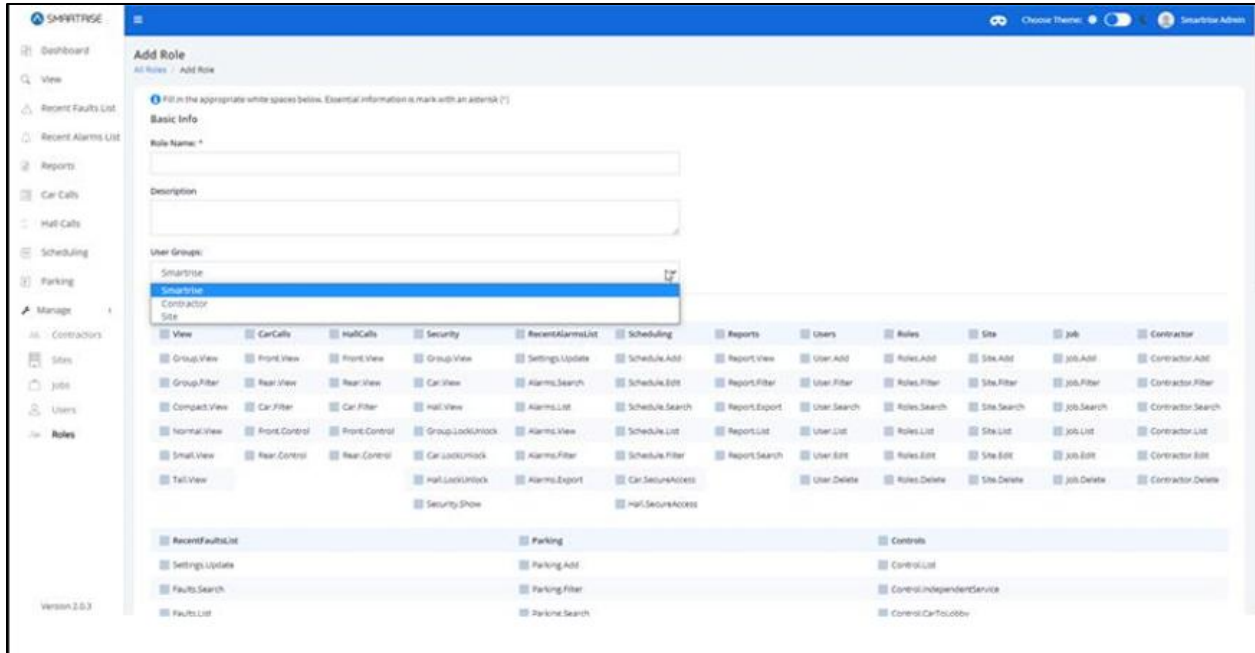 SMARTRISE
Choose Theme:
Smartrise Admin
Dashboard
View
Recent Faults List
Recent Alarms List
Reports
Car Calls
Hall Calls
Scheduling
Parking
Manage
Contractors
Sites
Jobs
Users
Roles
Version 2.0.3
Add Role
All Roles / Add Role
Fill in the appropriate white spaces below. Essential information is mark with an asterisk (*)
Basic Info
Role Name: *
Description
User Groups:
Smartrise
Smartrise
Contractor
Site
View CarCalls HallCalls Security RecentAlarmsList Scheduling Reports Users Roles Site Job Contractor
Group.View Front.View Front.View Group.View Settings.Update Schedule.Add Report.View User.Add Roles.Add Site.Add Job.Add Contractor.Add
Group.Filter Rear.View Rear.View Car.View Alarms.Search Schedule.Edit Report.Filter User.Filter Roles.Filter Site.Filter Job.Filter Contractor.Filter
Compact.View Car.Filter Car.Filter Hall.View Alarms.List Schedule.Search Report.Export User.Search Roles.Search Site.Search Job.Search Contractor.Search
Normal.View Front.Control Front.Control Group.LockUnlock Alarms.View Schedule.List Report.List User.List Roles.List Site.List Job.List Contractor.List
Small.View Rear.Control Rear.Control Car.LockUnlock Alarms.Filter Schedule.Filter Report.Search User.Edit Roles.Edit Site.Edit Job.Edit Contractor.Edit
Tall.View Hall.LockUnlock Alarms.Export Car.SecureAccess User.Delete Roles.Delete Site.Delete Job.Delete Contractor.Delete
Security.Show Hall.SecureAccess
RecentFaultsList Parking Controls
Settings.Update Parking.Add Control.List
Faults.Search Parking.Filter Control.IndependentService
Faults.List Parking.Search Control.CarToLobby